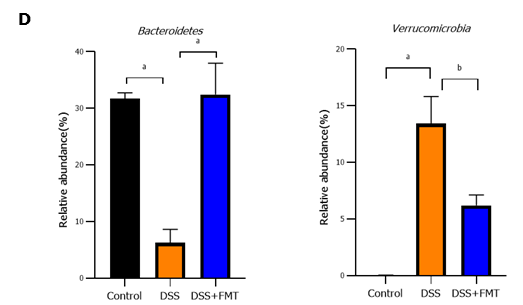 D
Bacteroidetes
Relative abundance(%)
40
30
20
10
0
a
a
Control
DSS
DSS+FMT
Verrucomicrobia
Relative abundance(%)
20
15
10
5
0
a
b
Control
DSS
DSS+FMT